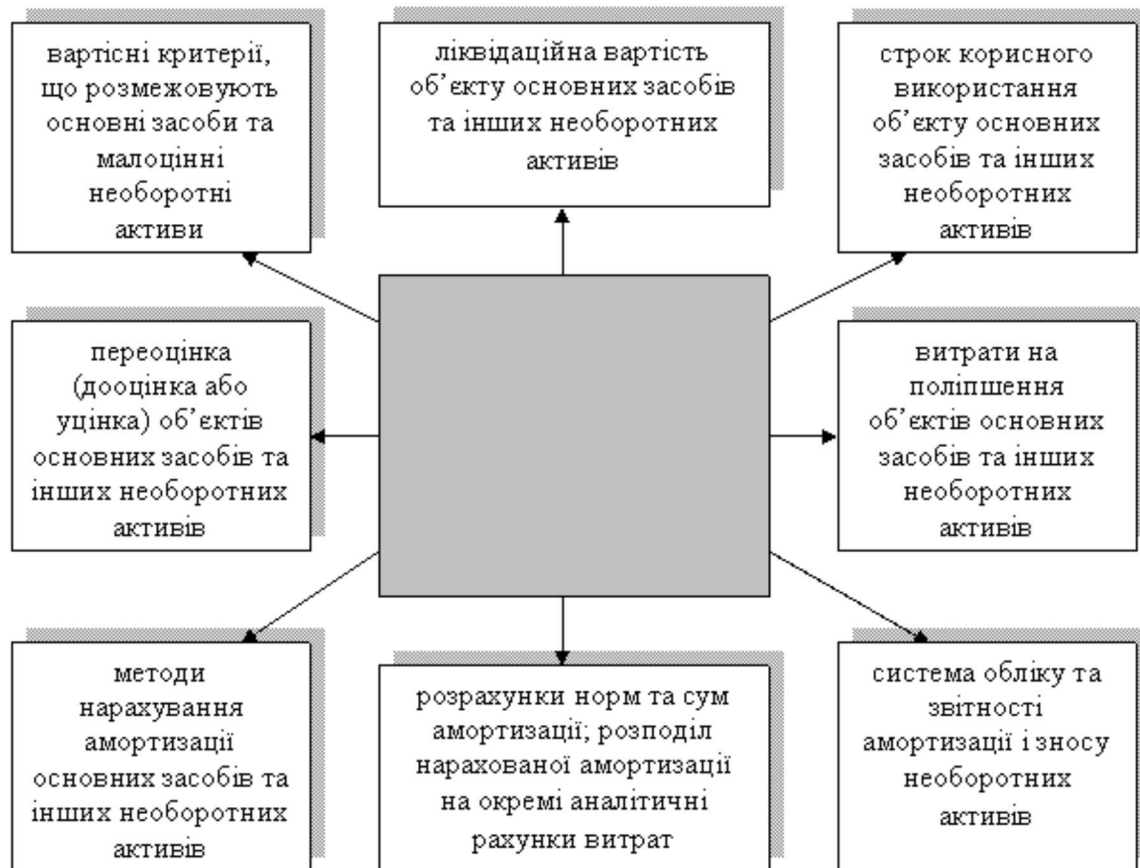 вартісні критерії,
що розмежовують
основні засоби та
малоцінні
необоротні
активи
ліквідаційна вартість
об’єкту основних засобів
та інших необоротних
активів
строк корисного
використання
об’єкту основних
засобів та інших
необоротних
активів
переоцінка
(дооцінка або
уцінка) об’єктів
основних засобів та
інших необоротних
активів
витрати на
поліпшення
об’єктів основних
засобів та інших
необоротних
активів
методи
нарахування
амортизації
основних засобів та
інших необоротних
активів
розрахунки норм та сум
амортизації; розподіл
нарахованої амортизації
на окремі аналітичні
рахунки витрат
система обліку та
звітності
амортизації і зносу
необоротних
активів